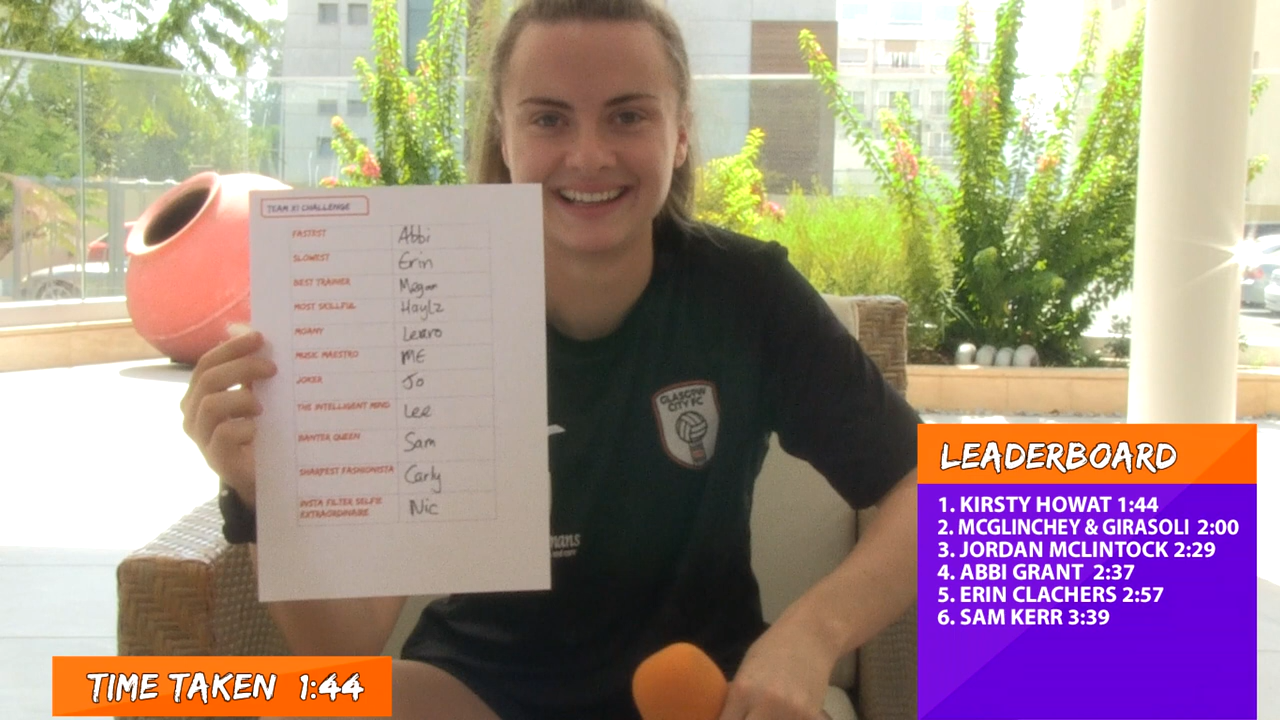 TEAM XI CHALLENGE
FASTEST Abbi
SLOWEST Erin
BEST TRAINER Megan
MOST SKILLFUL Haylz
MOANY Learo
MUSIC MAESTRO ME
JOKER Jo
THE INTELLIGENT MIND Lee
BANTER QUEEN Sam
SHARPEST FASHIONISTA Carly
INSTA FILTER SELFIE
EXTRAORDINAIRE Nic
GLASGOW
CITY FC
LEADERBOARD
1. KIRSTY HOWAT 1:44
2. MCGLINCHEY & GIRASOLI 2:00
3. JORDAN MCLINTOCK 2:29
4. ABBI GRANT 2:37
5. ERIN CLACHERS 2:57
6. SAM KERR 3:39
TIME TAKEN 1:44